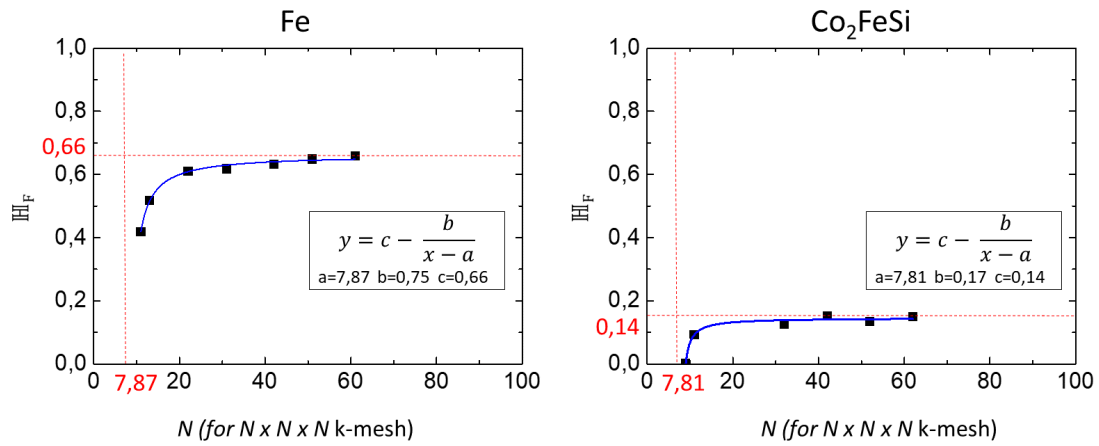 Fe
1,0
0,8
0,66
0,6
0,4
0,2
0,0
ℍ_F
y = c − b/(x − a)
a=7,87 b=0,75 c=0,66
0 7,87 20 40 60 80 100
N (for N x N x N k-mesh)
Co₂FeSi
1,0
0,8
0,6
0,4
0,2
0,14
0,0
ℍ_F
y = c − b/(x − a)
a=7,81 b=0,17 c=0,14
0 7,81 20 40 60 80 100
N (for N x N x N k-mesh)